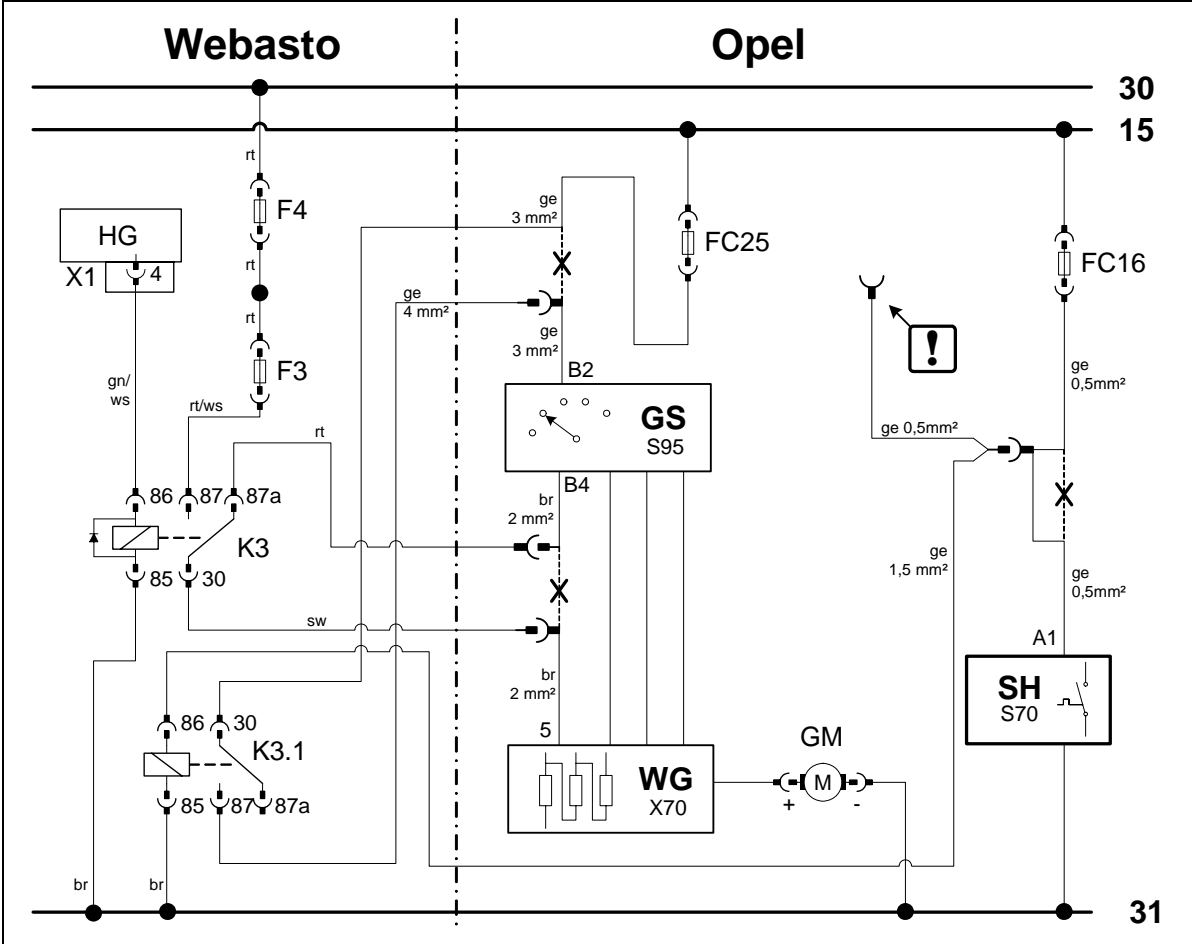 Webasto
Opel
30
15
rt
F4
FC25
FC16
HG
X1
4
rt
rt
F3
ge
3 mm²
ge
4 mm²
ge
3 mm²
B2
!
ge
0,5mm²
gn/
ws
rt/ws
rt
GS
S95
ge 0,5mm²
86
87
87a
K3
85
30
B4
br
2 mm²
ge
1,5 mm²
ge
0,5mm²
sw
br
2 mm²
A1
SH
S70
86
30
K3.1
85
87
87a
5
WG
X70
GM
M
+
-
br
br
31